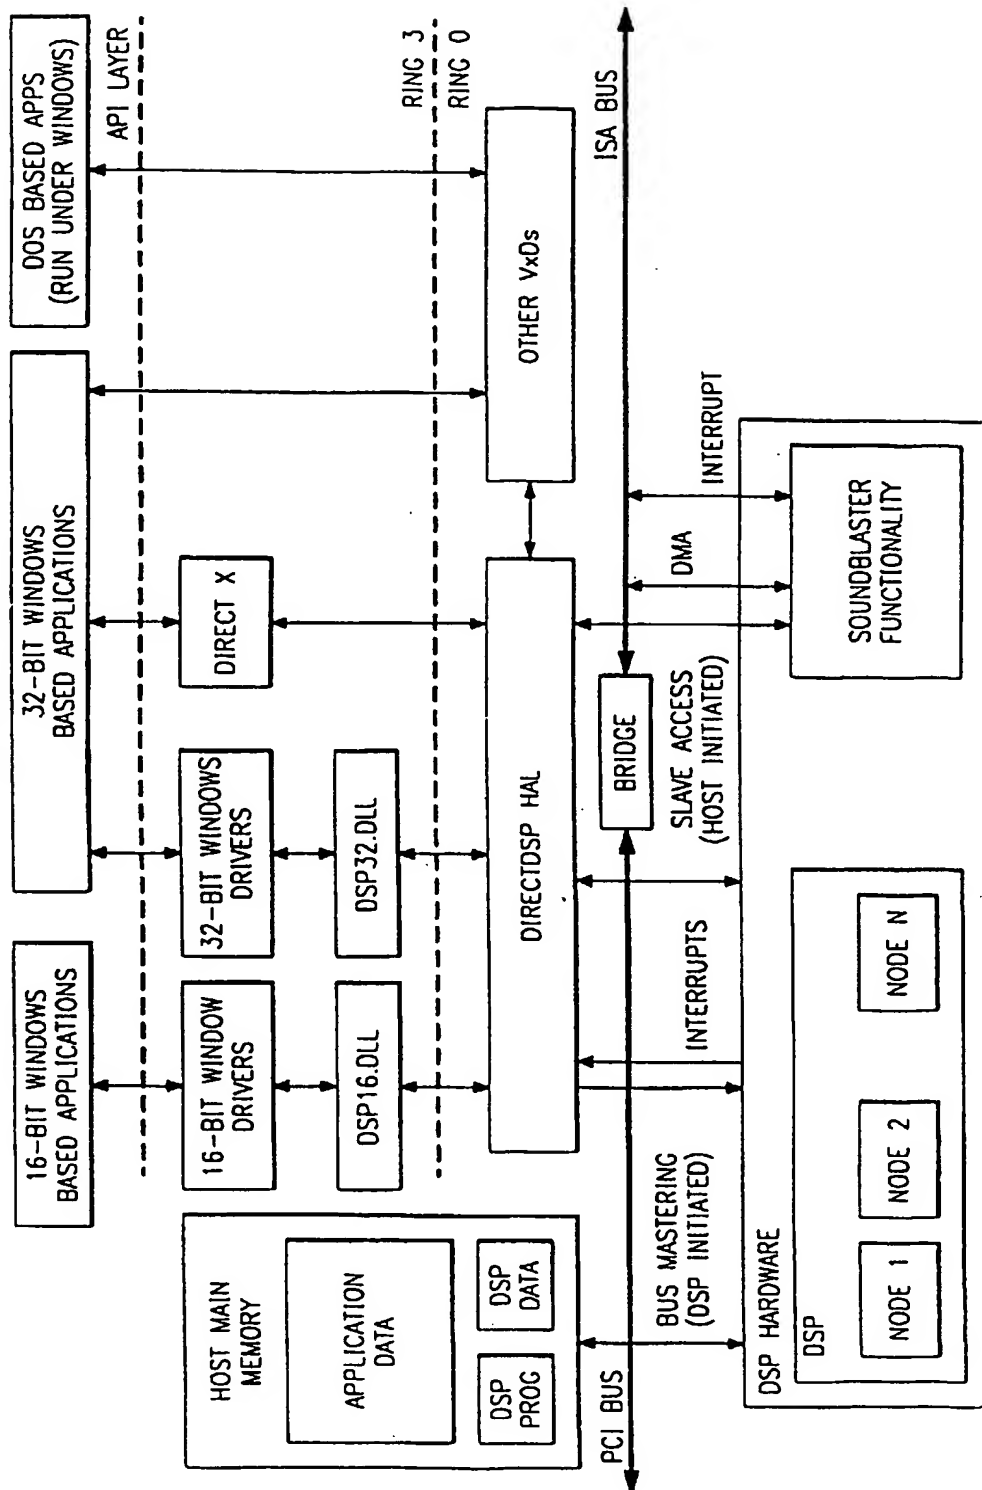 16-BIT WINDOWS
BASED APPLICATIONS
32-BIT WINDOWS
BASED APPLICATIONS
DOS BASED APPS
(RUN UNDER WINDOWS)
API LAYER
HOST MAIN
MEMORY
APPLICATION
DATA
DSP
PROG
DSP
DATA
16-BIT WINDOW
DRIVERS
32-BIT WINDOWS
DRIVERS
DIRECT X
DSP16.DLL
DSP32.DLL
RING 3
RING 0
DIRECTDSP HAL
OTHER VxDs
PCI BUS
BRIDGE
ISA BUS
BUS MASTERING
(DSP INITIATED)
INTERRUPTS
SLAVE ACCESS
(HOST INITIATED)
DMA
INTERRUPT
DSP HARDWARE
DSP
NODE 1
NODE 2
NODE N
SOUNDBLASTER
FUNCTIONALITY